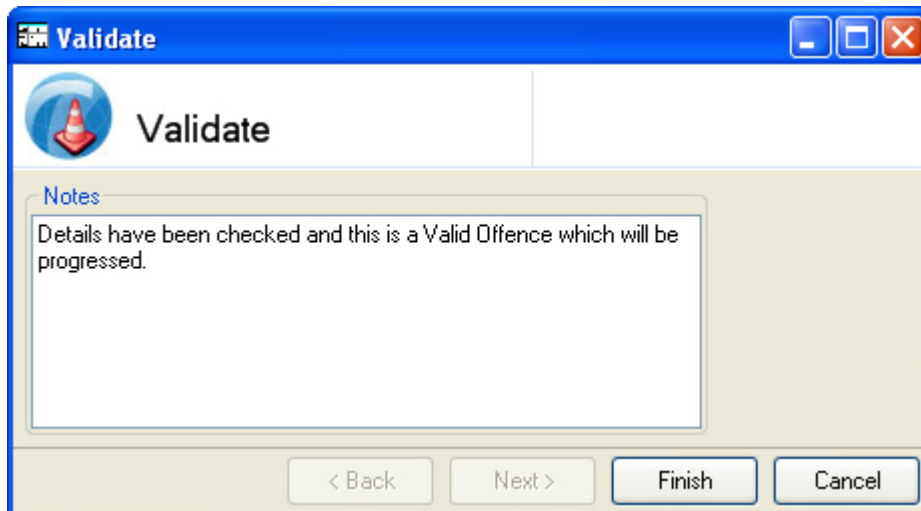 Validate
Validate
Notes
Details have been checked and this is a Valid Offence which will be
progressed.
< Back
Next >
Finish
Cancel